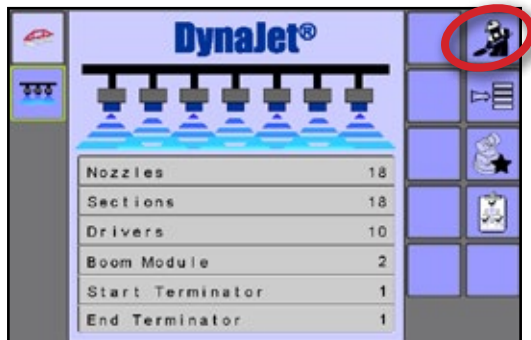 DynaJet®
Nozzles 18
Sections 18
Drivers 10
Boom Module 2
Start Terminator 1
End Terminator 1